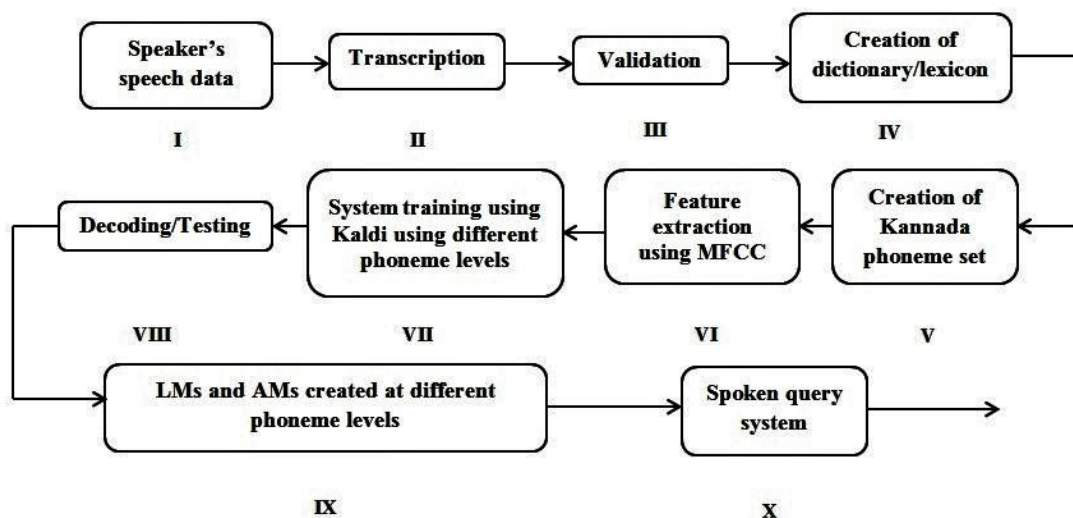 Speaker's
speech data
Transcription
Validation
Creation of
dictionary/lexicon
I
II
III
IV
Decoding/Testing
System training using
Kaldi using different
phoneme levels
Feature
extraction
using MFCC
Creation of
Kannada
phoneme set
VIII
VII
VI
V
LMs and AMs created at different
phoneme levels
Spoken query
system
IX
X